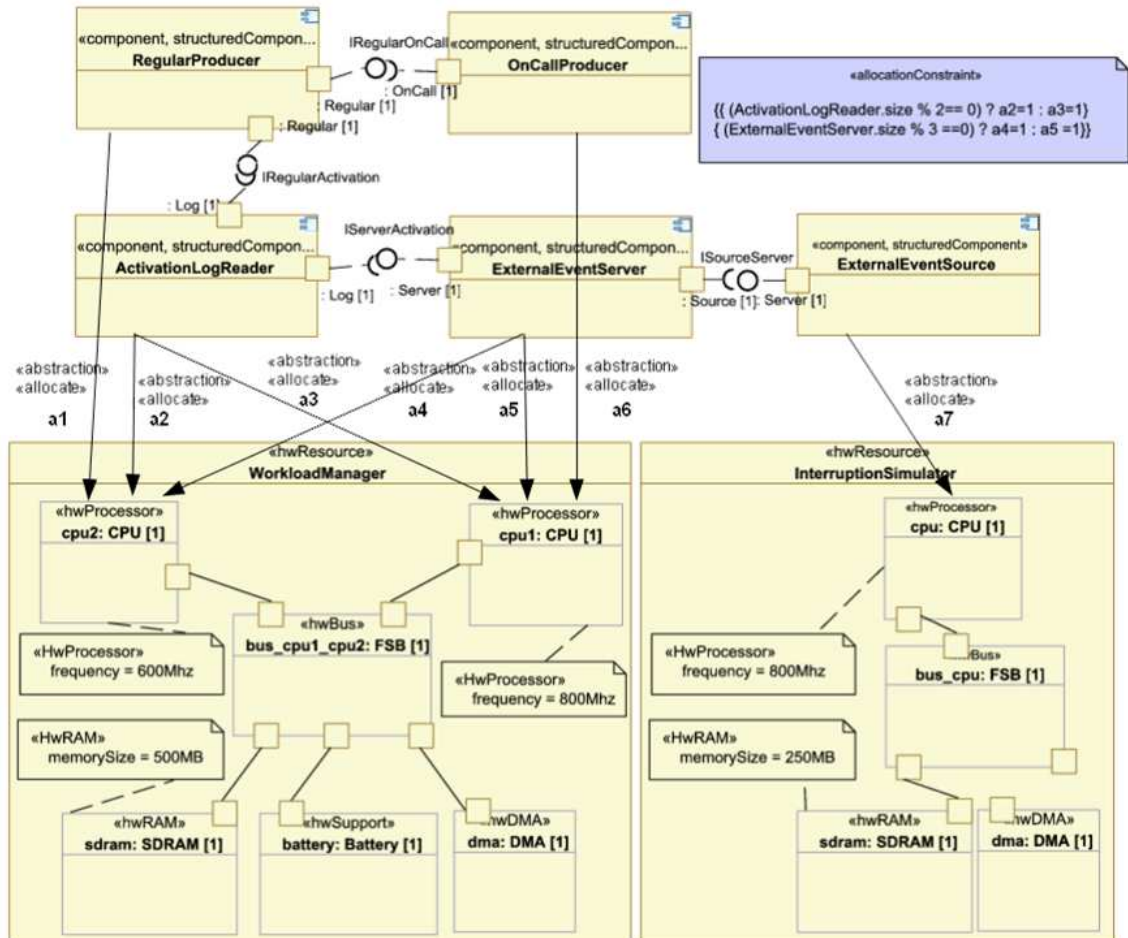 «component, structuredCompon...
RegularProducer
IRegularOnCall
: Regular [1]
: OnCall [1]
«component, structuredCompon...
OnCallProducer
«allocationConstraint»
{{ (ActivationLogReader.size % 2== 0) ? a2=1 : a3=1}
{ (ExternalEventServer.size % 3 ==0) ? a4=1 : a5 =1}}
: Regular [1]
IRegularActivation
: Log [1]
«component, structuredCompon...
ActivationLogReader
IServerActivation
: Log [1]
: Server [1]
«component, structuredCompon...
ExternalEventServer
ISourceServer
: Source [1]
: Server [1]
«component, structuredComponent»
ExternalEventSource
«abstraction»
«allocate»
a1
«abstraction»
«allocate»
a2
«abstraction»
«allocate»
a3
«abstraction»
«allocate»
a4
«abstraction»
«allocate»
a5
«abstraction»
«allocate»
a6
«abstraction»
«allocate»
a7
«hwResource»
WorkloadManager
«hwProcessor»
cpu2: CPU [1]
«hwProcessor»
cpu1: CPU [1]
«hwBus»
bus_cpu1_cpu2: FSB [1]
«HwProcessor»
frequency = 600Mhz
«HwProcessor»
frequency = 800Mhz
«HwRAM»
memorySize = 500MB
«hwRAM»
sdram: SDRAM [1]
«hwSupport»
battery: Battery [1]
«hwDMA»
dma: DMA [1]
«hwResource»
InterruptionSimulator
«hwProcessor»
cpu: CPU [1]
«HwProcessor»
frequency = 800Mhz
Bus»
bus_cpu: FSB [1]
«HwRAM»
memorySize = 250MB
«hwRAM»
sdram: SDRAM [1]
wDMA»
dma: DMA [1]